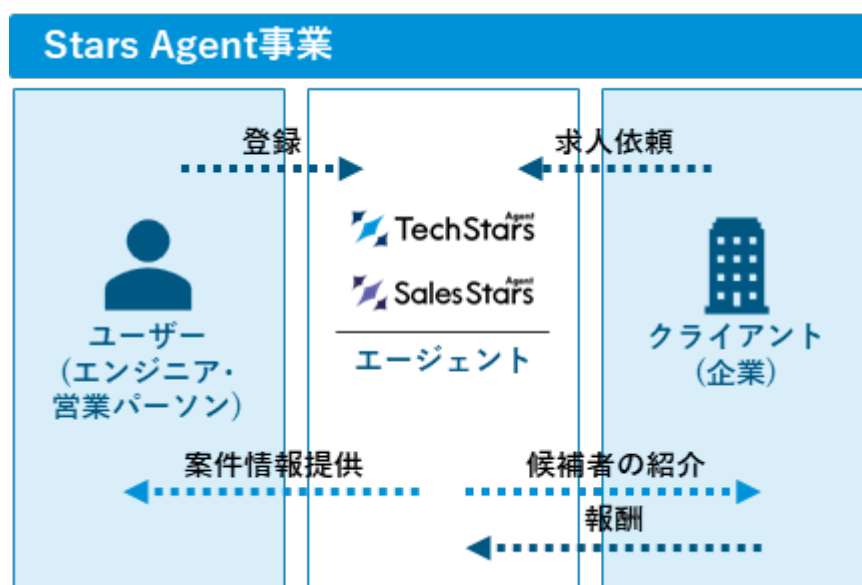 Stars Agent事業
登録
求人依頼
TechStars Agent
SalesStars Agent
エージェント
ユーザー
(エンジニア・
営業パーソン)
クライアント
(企業)
案件情報提供
候補者の紹介
報酬